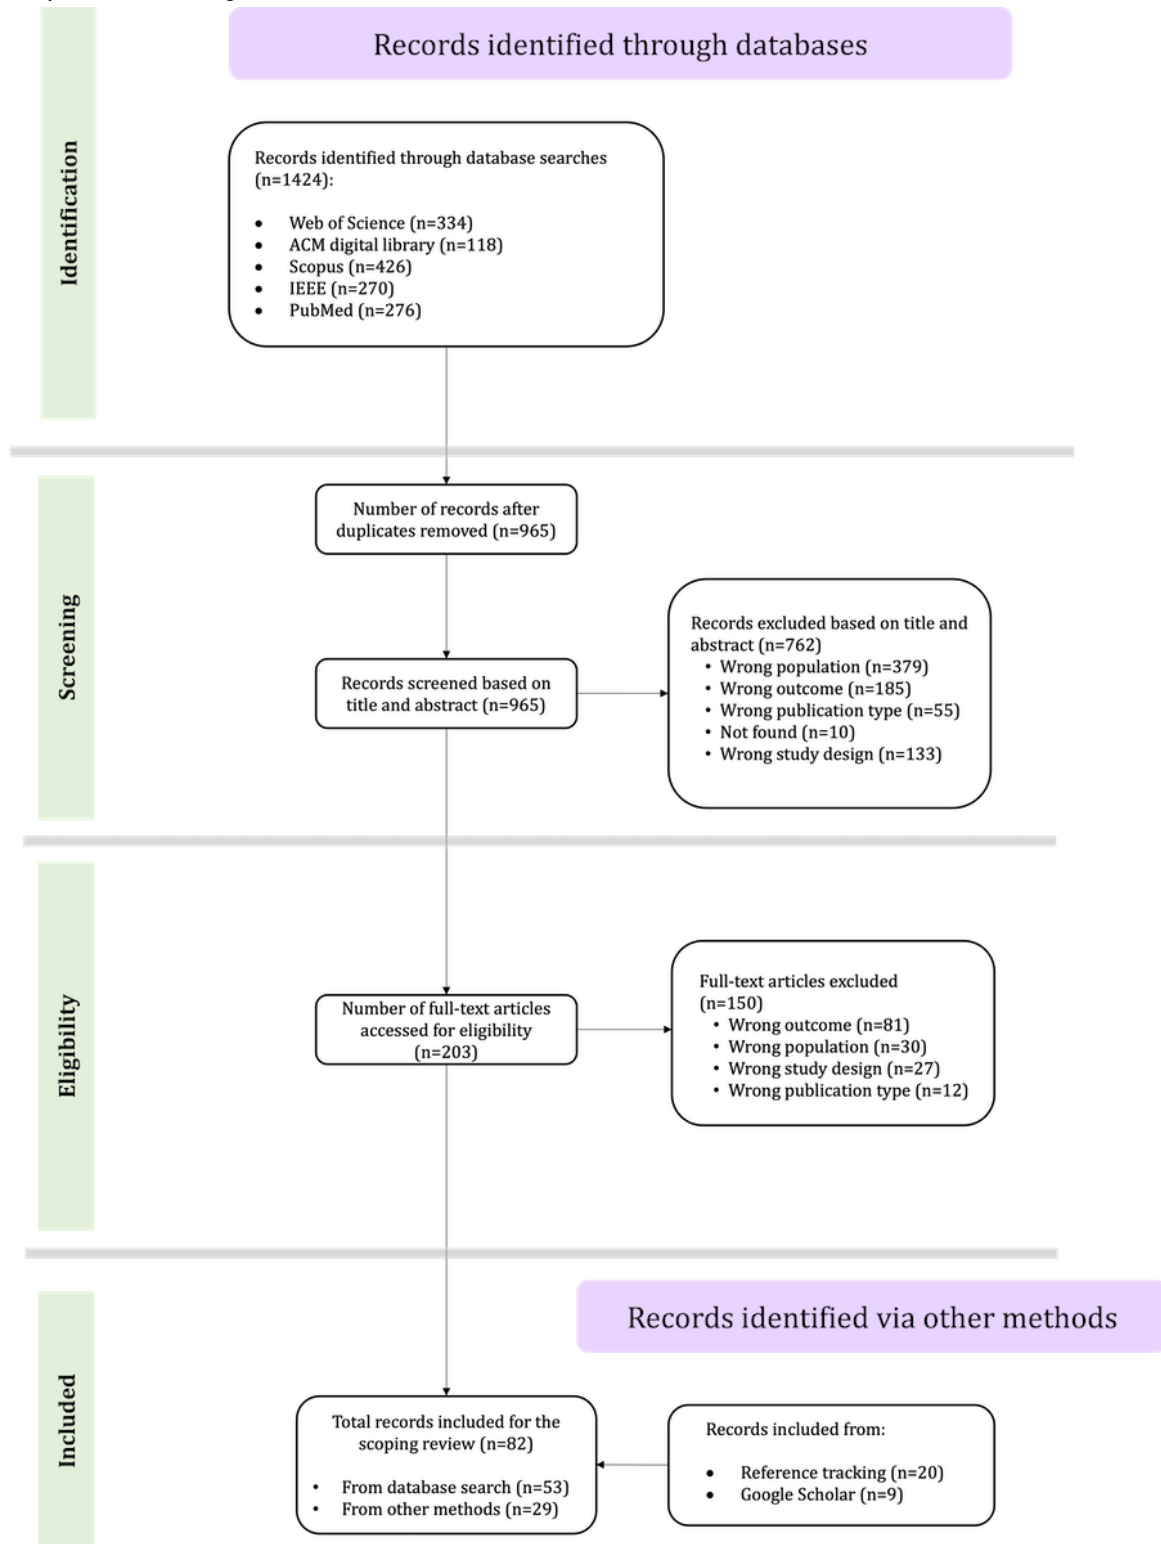 Records identified through databases
Identification
Records identified through database searches
(n=1424):
• Web of Science (n=334)
• ACM digital library (n=118)
• Scopus (n=426)
• IEEE (n=270)
• PubMed (n=276)
Screening
Number of records after
duplicates removed (n=965)
Records screened based on
title and abstract (n=965)
Records excluded based on title and
abstract (n=762)
• Wrong population (n=379)
• Wrong outcome (n=185)
• Wrong publication type (n=55)
• Not found (n=10)
• Wrong study design (n=133)
Eligibility
Number of full-text articles
accessed for eligibility
(n=203)
Full-text articles excluded
(n=150)
• Wrong outcome (n=81)
• Wrong population (n=30)
• Wrong study design (n=27)
• Wrong publication type (n=12)
Records identified via other methods
Included
Total records included for the
scoping review (n=82)
• From database search (n=53)
• From other methods (n=29)
Records included from:
• Reference tracking (n=20)
• Google Scholar (n=9)